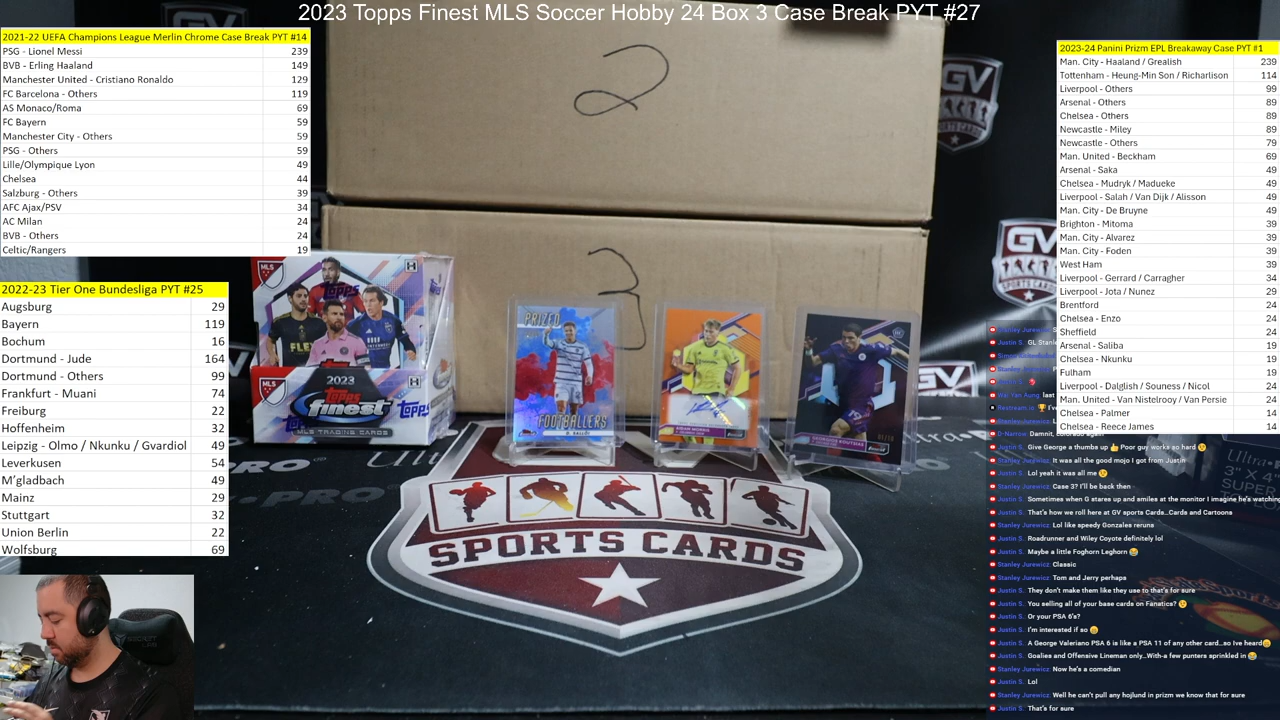 2023 Topps Finest MLS Soccer Hobby 24 Box 3 Case Break PYT #27
2021-22 UEFA Champions League Merlin Chrome Case Break PYT #14
PSG - Lionel Messi 239
BVB - Erling Haaland 149
Manchester United - Cristiano Ronaldo 129
FC Barcelona - Others 119
AS Monaco/Roma 69
FC Bayern 59
Manchester City - Others 59
PSG - Others 59
Lille/Olympique Lyon 49
Chelsea 44
Salzburg - Others 39
AFC Ajax/PSV 34
AC Milan 24
BVB - Others 24
Celtic/Rangers 19
2022-23 Tier One Bundesliga PYT #25
Augsburg 29
Bayern 119
Bochum 16
Dortmund - Jude 164
Dortmund - Others 99
Frankfurt - Muani 74
Freiburg 22
Hoffenheim 32
Leipzig - Olmo / Nkunku / Gvardiol 49
Leverkusen 54
M'gladbach 49
Mainz 29
Stuttgart 32
Union Berlin 22
Wolfsburg 69
2
3
MLS
2023
Topps
finest
Topps
MLS TRADING CARDS
PRIZED
FOOTBALLERS
GV
GV
SPORTS CARDS
2023-24 Panini Prizm EPL Breakaway Case PYT #1
Man. City - Haaland / Grealish 239
Tottenham - Heung-Min Son / Richarlison 114
Liverpool - Others 99
Arsenal - Others 89
Chelsea - Others 89
Newcastle - Miley 89
Newcastle - Others 79
Man. United - Beckham 69
Arsenal - Saka 49
Chelsea - Mudryk / Madueke 49
Liverpool - Salah / Van Dijk / Alisson 49
Man. City - De Bruyne 49
Brighton - Mitoma 39
Man. City - Alvarez 39
Man. City - Foden 39
West Ham 39
Liverpool - Gerrard / Carragher 34
Liverpool - Jota / Nunez 29
Brentford 24
Chelsea - Enzo 24
Sheffield 24
Arsenal - Saliba 19
Chelsea - Nkunku 19
Fulham 19
Liverpool - Dalglish / Souness / Nicol 24
Man. United - Van Nistelrooy / Van Persie 24
Chelsea - Palmer 14
Chelsea - Reece James 14
D-Narrow Damnit, colorado again
Justin S. Give George a thumbs up 👍 Poor guy works so hard 😉
Stanley Jurewicz It was all the good mojo I got from Justin
Justin S. Lol yeah it was all me 😉
Stanley Jurewicz Case 3? I'll be back then
Justin S. Sometimes when G stares up and smiles at the monitor I imagine he's watching
Justin S. That's how we roll here at GV sports Cards...Cards and Cartoons
Stanley Jurewicz Lol like speedy Gonzales reruns
Justin S. Roadrunner and Wiley Coyote definitely lol
Justin S. Maybe a little Foghorn Leghorn 😂
Stanley Jurewicz Classic
Stanley Jurewicz Tom and Jerry perhaps
Justin S. They don't make them like they use to that's for sure
Justin S. You selling all of your base cards on Fanatics? 😉
Justin S. Or your PSA 6's?
Justin S. I'm interested if so 😀
Justin S. A George Valeriano PSA 6 is like a PSA 11 of any other card...so Ive heard 😀
Justin S. Goalies and Offensive Lineman only...With-a few punters sprinkled in 😂
Stanley Jurewicz Now he's a comedian
Justin S. Lol
Stanley Jurewicz Well he can't pull any hojlund in prizm we know that for sure
Justin S. That's for sure